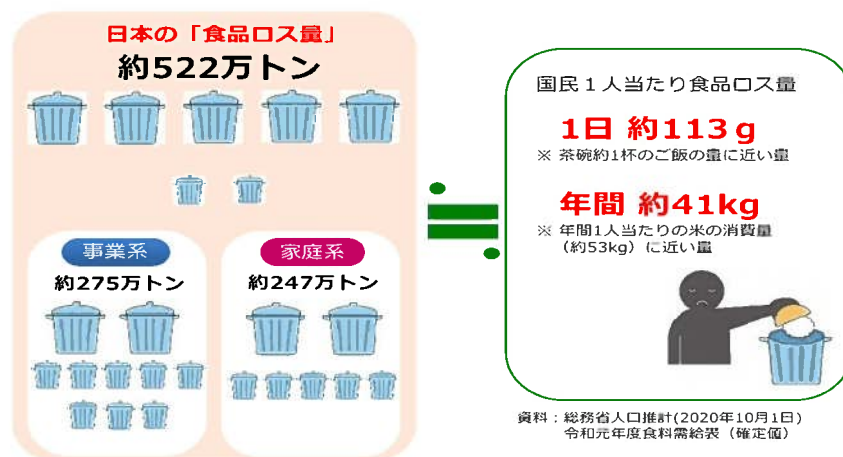 日本の「食品ロス量」
約522万トン
事業系
約275万トン
家庭系
約247万トン
国民１人当たり食品ロス量
1日 約113ｇ
※ 茶碗約1杯のご飯の量に近い量
年間 約41kg
※ 年間1人当たりの米の消費量
（約53kg）に近い量
資料：総務省人口推計(2020年10月1日)
令和元年度食料需給表（確定値）